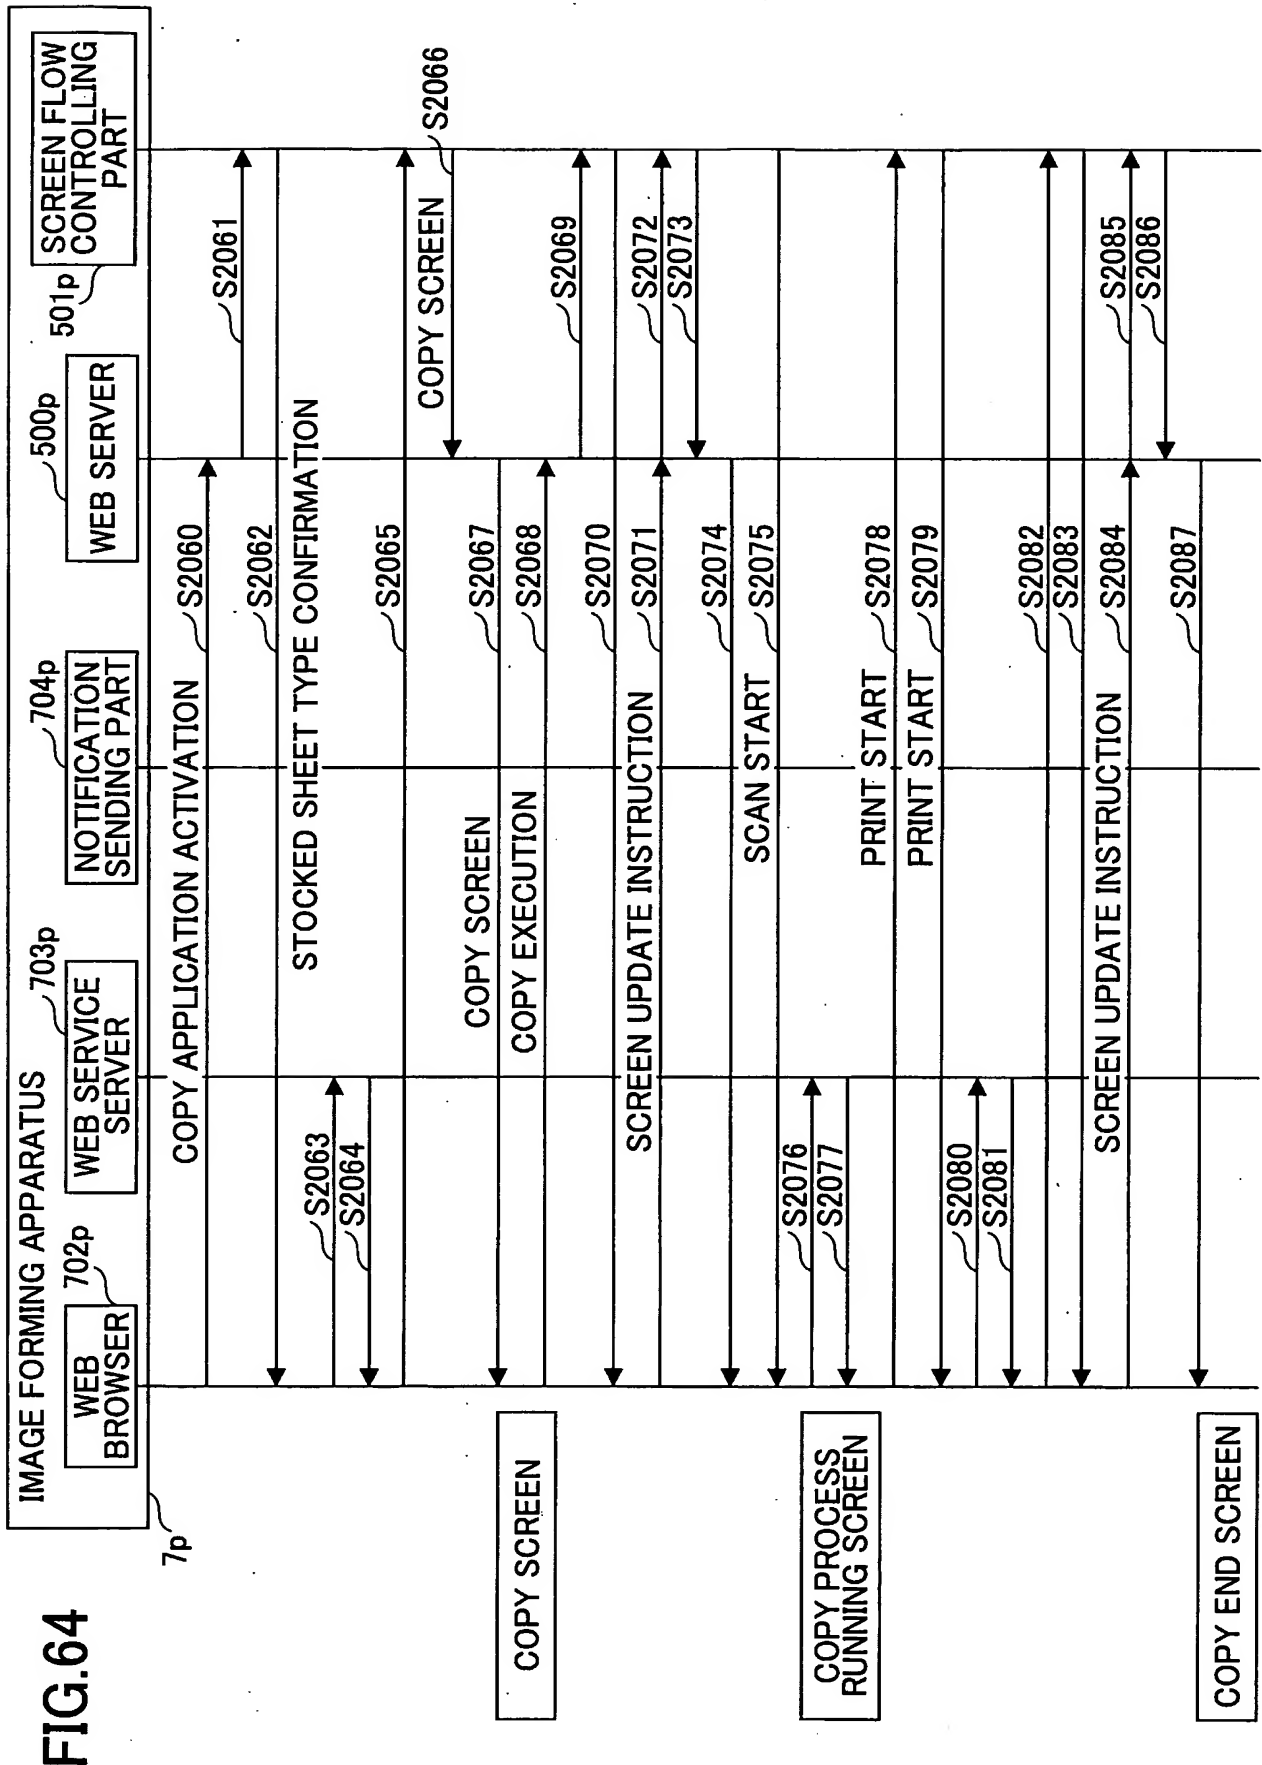 FIG.64
IMAGE FORMING APPARATUS
7p
WEB
BROWSER
702p
WEB SERVICE
SERVER
703p
NOTIFICATION
SENDING PART
704p
WEB SERVER
500p
SCREEN FLOW
CONTROLLING
PART
501p
COPY APPLICATION ACTIVATION
S2060
S2061
S2062
STOCKED SHEET TYPE CONFIRMATION
S2063
S2064
S2065
COPY SCREEN
S2066
COPY SCREEN
COPY SCREEN
S2067
COPY EXECUTION
S2068
S2069
S2070
SCREEN UPDATE INSTRUCTION
S2071
S2072
S2073
S2074
SCAN START
S2075
COPY PROCESS
RUNNING SCREEN
S2076
S2077
PRINT START
S2078
PRINT START
S2079
S2080
S2081
S2082
S2083
SCREEN UPDATE INSTRUCTION
S2084
S2085
S2086
COPY END SCREEN
S2087